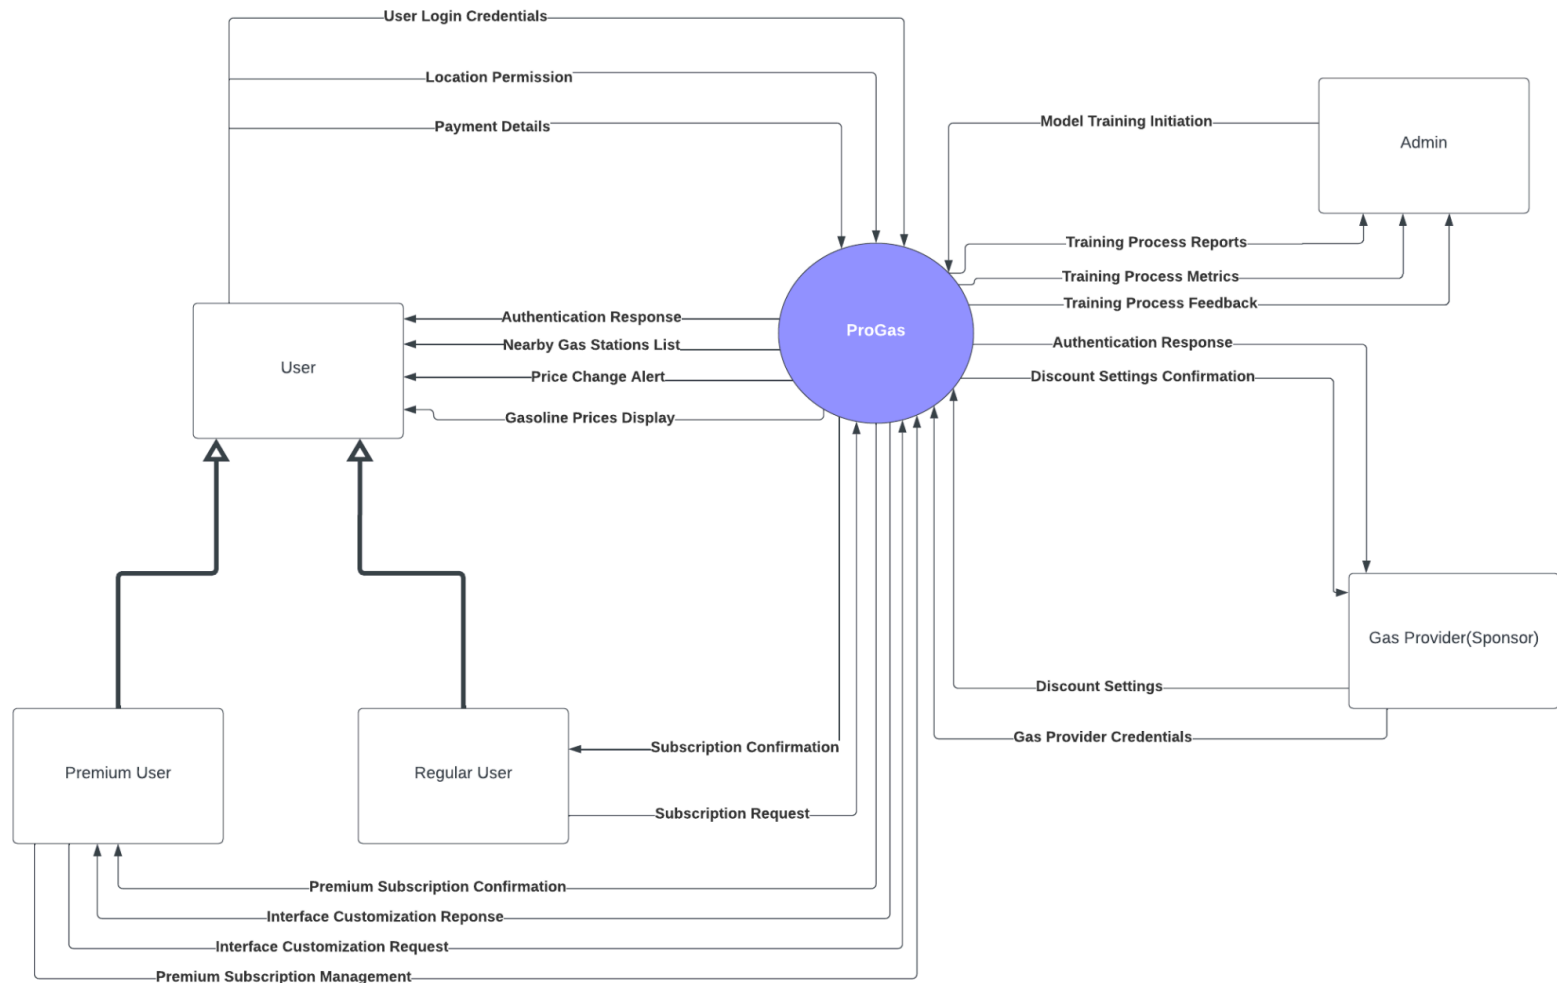 User Login Credentials
Location Permission
Payment Details
Model Training Initiation
Admin
Training Process Reports
Training Process Metrics
Training Process Feedback
ProGas
Authentication Response
Nearby Gas Stations List
Price Change Alert
Gasoline Prices Display
User
Authentication Response
Discount Settings Confirmation
Gas Provider(Sponsor)
Discount Settings
Gas Provider Credentials
Premium User
Regular User
Subscription Confirmation
Subscription Request
Premium Subscription Confirmation
Interface Customization Reponse
Interface Customization Request
Premium Subscription Management